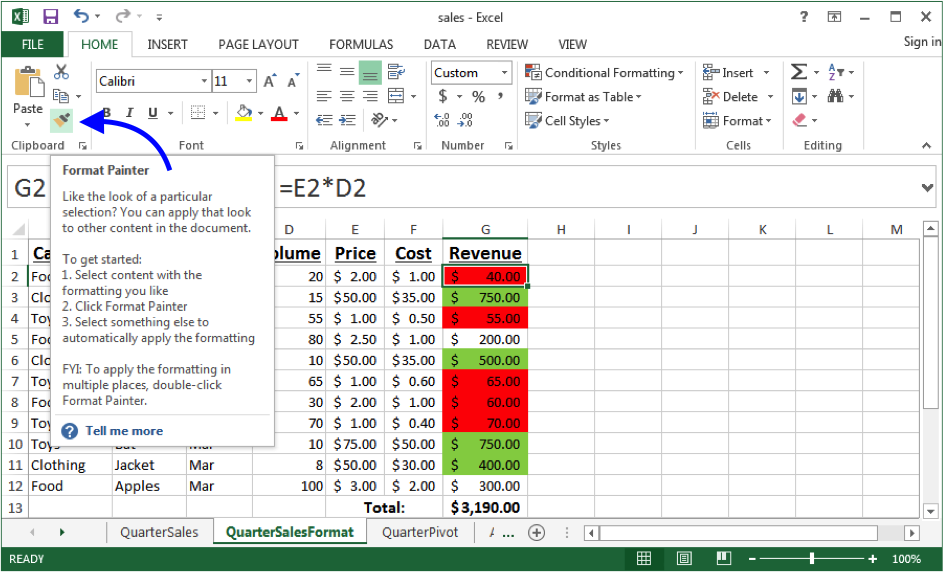 sales - Excel
?
FILE HOME INSERT PAGE LAYOUT FORMULAS DATA REVIEW VIEW Sign in
Calibri 11 Custom Conditional Formatting Insert
Paste B I U A $ % , Format as Table Delete
Cell Styles Format
Clipboard Font Alignment Number Styles Cells Editing
Format Painter
Like the look of a particular
selection? You can apply that look
to other content in the document.
To get started:
1. Select content with the
formatting you like
2. Click Format Painter
3. Select something else to
automatically apply the formatting
FYI: To apply the formatting in
multiple places, double-click
Format Painter.
? Tell me more
G2 =E2*D2
D E F G H I J K L M
1 Ca olume Price Cost Revenue
2 Foo 20 $ 2.00 $ 1.00 $ 40.00
3 Clo 15 $50.00 $35.00 $ 750.00
4 Toy 55 $ 1.00 $ 0.50 $ 55.00
5 Foo 80 $ 2.50 $ 1.00 $ 200.00
6 Clo 10 $50.00 $35.00 $ 500.00
7 Toy 65 $ 1.00 $ 0.60 $ 65.00
8 Foo 30 $ 2.00 $ 1.00 $ 60.00
9 Toy 70 $ 1.00 $ 0.40 $ 70.00
10 Toys Bat Mar 10 $75.00 $50.00 $ 750.00
11 Clothing Jacket Mar 8 $50.00 $30.00 $ 400.00
12 Food Apples Mar 100 $ 3.00 $ 2.00 $ 300.00
13 Total: $3,190.00
QuarterSales QuarterSalesFormat QuarterPivot ...
READY 100%